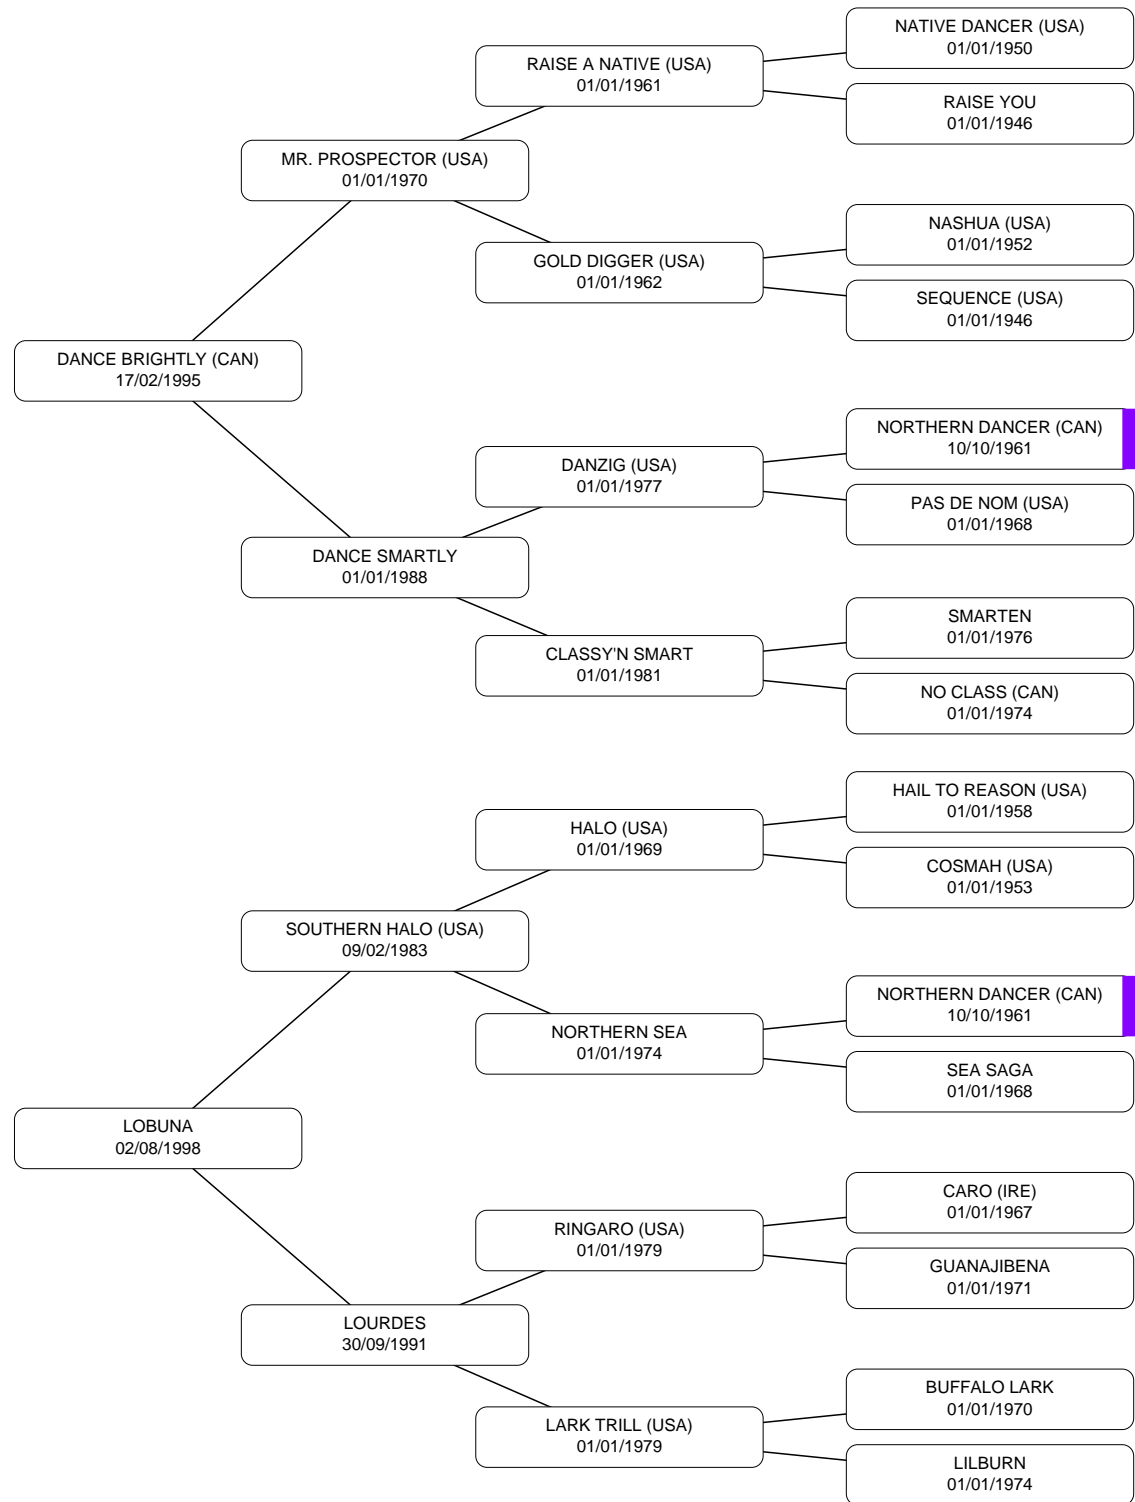 NATIVE DANCER (USA)
01/01/1950
RAISE A NATIVE (USA)
01/01/1961
RAISE YOU
01/01/1946
MR. PROSPECTOR (USA)
01/01/1970
NASHUA (USA)
01/01/1952
GOLD DIGGER (USA)
01/01/1962
SEQUENCE (USA)
01/01/1946
DANCE BRIGHTLY (CAN)
17/02/1995
NORTHERN DANCER (CAN)
10/10/1961
DANZIG (USA)
01/01/1977
PAS DE NOM (USA)
01/01/1968
DANCE SMARTLY
01/01/1988
SMARTEN
01/01/1976
CLASSY'N SMART
01/01/1981
NO CLASS (CAN)
01/01/1974
HAIL TO REASON (USA)
01/01/1958
HALO (USA)
01/01/1969
COSMAH (USA)
01/01/1953
SOUTHERN HALO (USA)
09/02/1983
NORTHERN DANCER (CAN)
10/10/1961
NORTHERN SEA
01/01/1974
SEA SAGA
01/01/1968
LOBUNA
02/08/1998
CARO (IRE)
01/01/1967
RINGARO (USA)
01/01/1979
GUANAJIBENA
01/01/1971
LOURDES
30/09/1991
BUFFALO LARK
01/01/1970
LARK TRILL (USA)
01/01/1979
LILBURN
01/01/1974